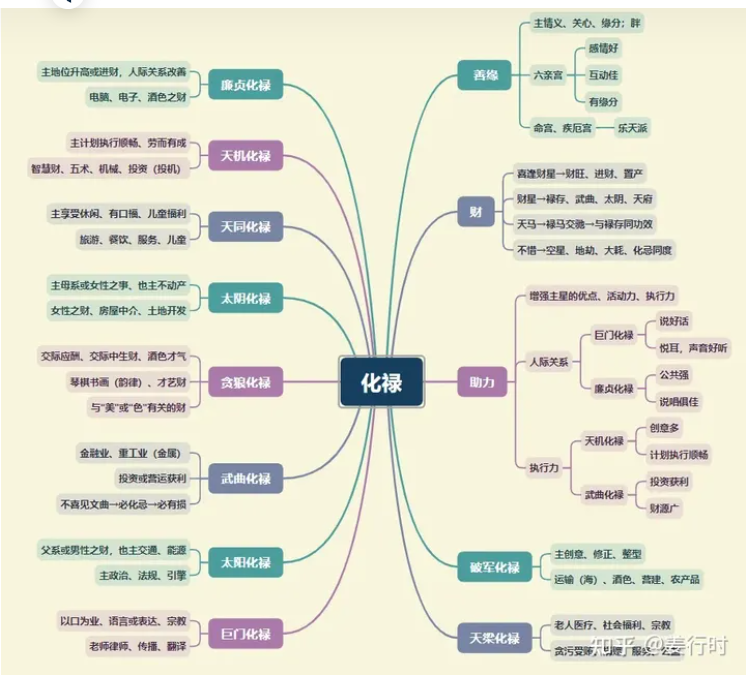 化禄
廉贞化禄
主地位升高或进财，人际关系改善
电脑、电子、酒色之财
天机化禄
主计划执行顺畅、劳而有成
智慧财、五术、机械、投资（投机）
天同化禄
主享受休闲、有口福、儿童福利
旅游、餐饮、服务、儿童
太阴化禄
主母系或女性之事、也主不动产
女性之财、房屋中介、土地开发
贪狼化禄
交际应酬、交际中生财、酒色才气
琴棋书画（韵律）、才艺财
与“美”或“色”有关的财
武曲化禄
金融业、重工业（金属）
投资或营运获利
不喜见文曲→必化忌→必有损
太阳化禄
父系或男性之财，也主交通、能源
主政治、法规、引擎
巨门化禄
以口为业、语言或表达、宗教
老师律师、传播、翻译
善缘
主情义、关心、缘分；胖
六亲宫
感情好
互动佳
有缘分
命宫、疾厄宫
乐天派
财
喜逢财星→财旺、进财、置产
财星→禄存、武曲、太阴、天府
天马→禄马交驰→与禄存同功效
不惜→空星、地劫、大耗、化忌同度
助力
增强主星的优点、活动力、执行力
人际关系
巨门化禄
说好话
悦耳，声音好听
廉贞化禄
公共强
说唱俱佳
执行力
天机化禄
创意多
计划执行顺畅
武曲化禄
投资获利
财源广
破军化禄
主创意、修正、整型
运输（海）、酒色、营建、农产品
天梁化禄
老人医疗、社会福利、宗教
贪污受贿
服务
知乎 @姜行时